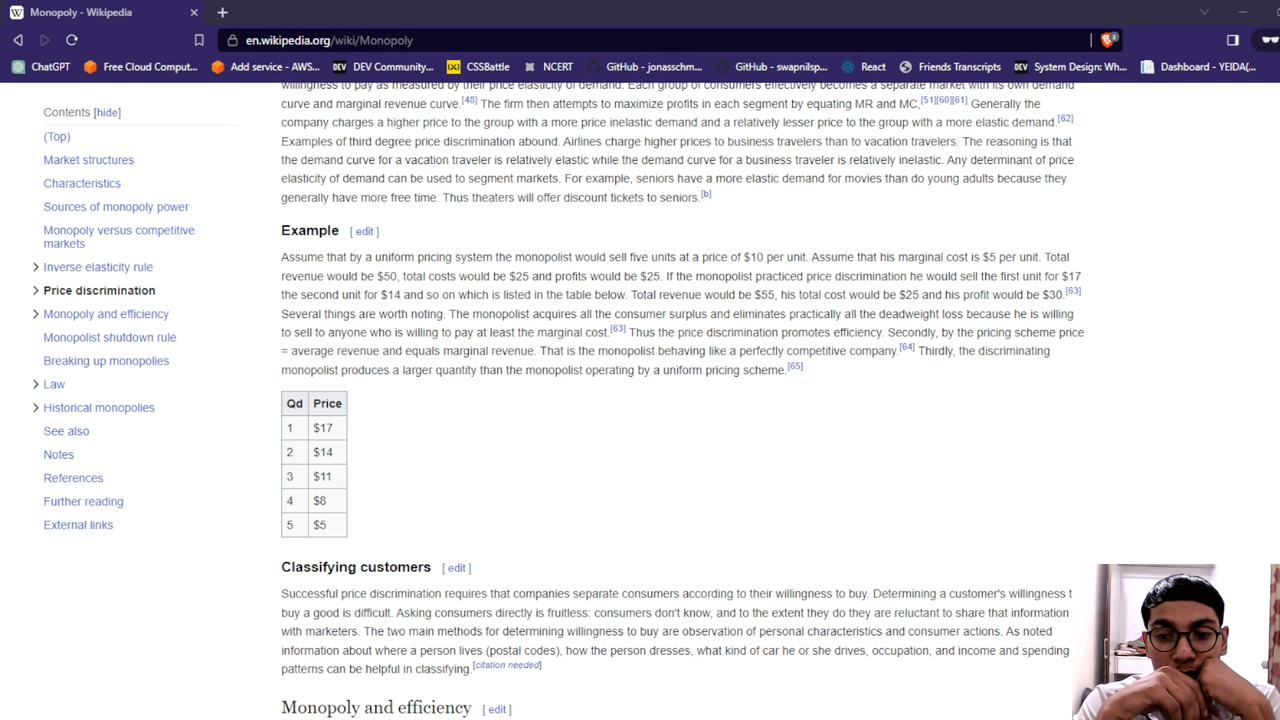 Monopoly - Wikipedia
en.wikipedia.org/wiki/Monopoly
ChatGPT Free Cloud Comput... Add service - AWS... DEV Community... CSSBattle NCERT GitHub - jonasschm... GitHub - swapnilsp... React Friends Transcripts System Design: Wh... Dashboard - YEIDA(...
Contents [hide]
(Top)
Market structures
Characteristics
Sources of monopoly power
Monopoly versus competitive
markets
Inverse elasticity rule
Price discrimination
Monopoly and efficiency
Monopolist shutdown rule
Breaking up monopolies
Law
Historical monopolies
See also
Notes
References
Further reading
External links
willingness to pay as measured by their price elasticity of demand. Each group of consumers effectively becomes a separate market with its own demand
curve and marginal revenue curve.[48] The firm then attempts to maximize profits in each segment by equating MR and MC,[51][60][61] Generally the
company charges a higher price to the group with a more price inelastic demand and a relatively lesser price to the group with a more elastic demand.[62]
Examples of third degree price discrimination abound. Airlines charge higher prices to business travelers than to vacation travelers. The reasoning is that
the demand curve for a vacation traveler is relatively elastic while the demand curve for a business traveler is relatively inelastic. Any determinant of price
elasticity of demand can be used to segment markets. For example, seniors have a more elastic demand for movies than do young adults because they
generally have more free time. Thus theaters will offer discount tickets to seniors.[b]
Example [ edit ]
Assume that by a uniform pricing system the monopolist would sell five units at a price of $10 per unit. Assume that his marginal cost is $5 per unit. Total
revenue would be $50, total costs would be $25 and profits would be $25. If the monopolist practiced price discrimination he would sell the first unit for $17
the second unit for $14 and so on which is listed in the table below. Total revenue would be $55, his total cost would be $25 and his profit would be $30.[63]
Several things are worth noting. The monopolist acquires all the consumer surplus and eliminates practically all the deadweight loss because he is willing
to sell to anyone who is willing to pay at least the marginal cost.[63] Thus the price discrimination promotes efficiency. Secondly, by the pricing scheme price
= average revenue and equals marginal revenue. That is the monopolist behaving like a perfectly competitive company.[64] Thirdly, the discriminating
monopolist produces a larger quantity than the monopolist operating by a uniform pricing scheme.[65]
Qd Price
1 $17
2 $14
3 $11
4 $8
5 $5
Classifying customers [ edit ]
Successful price discrimination requires that companies separate consumers according to their willingness to buy. Determining a customer's willingness t
buy a good is difficult. Asking consumers directly is fruitless: consumers don't know, and to the extent they do they are reluctant to share that information
with marketers. The two main methods for determining willingness to buy are observation of personal characteristics and consumer actions. As noted
information about where a person lives (postal codes), how the person dresses, what kind of car he or she drives, occupation, and income and spending
patterns can be helpful in classifying.[citation needed]
Monopoly and efficiency [ edit ]